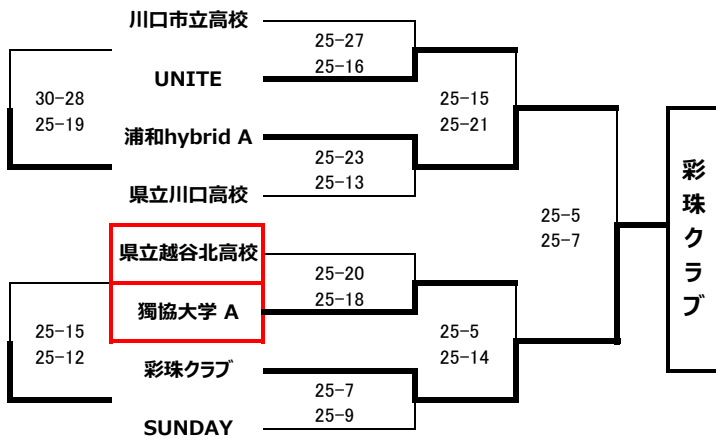 川口市立高校
25-27
25-16
UNITE
30-28
25-19
25-15
25-21
浦和hybrid A
25-23
25-13
県立川口高校
25-5
25-7
彩珠クラブ
県立越谷北高校
25-20
25-18
獨協大学 A
25-15
25-12
25-5
25-14
彩珠クラブ
25-7
25-9
SUNDAY